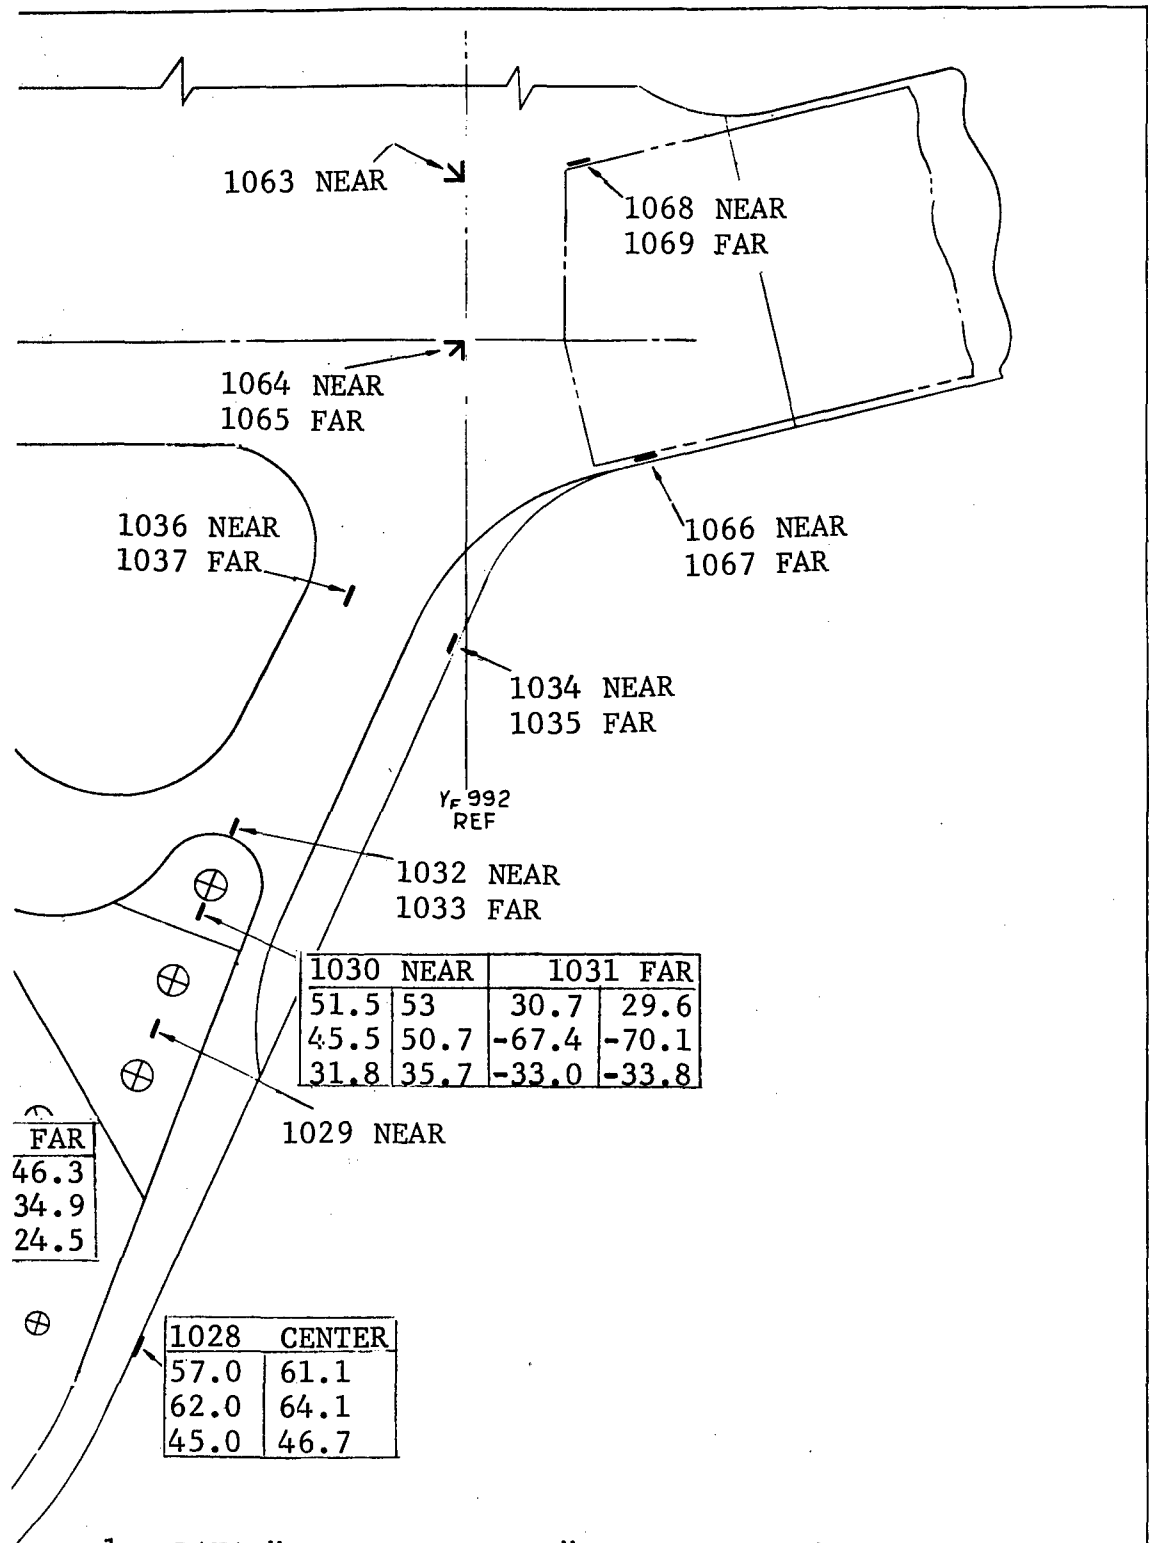 1063 NEAR
1068 NEAR
1069 FAR
1064 NEAR
1065 FAR
1036 NEAR
1037 FAR
1066 NEAR
1067 FAR
1034 NEAR
1035 FAR
YF 992
REF
1032 NEAR
1033 FAR
1030 NEAR 1031 FAR
51.5 53 30.7 29.6
45.5 50.7 -67.4 -70.1
31.8 35.7 -33.0 -33.8
1029 NEAR
FAR
46.3
34.9
24.5
1028 CENTER
57.0 61.1
62.0 64.1
45.0 46.7